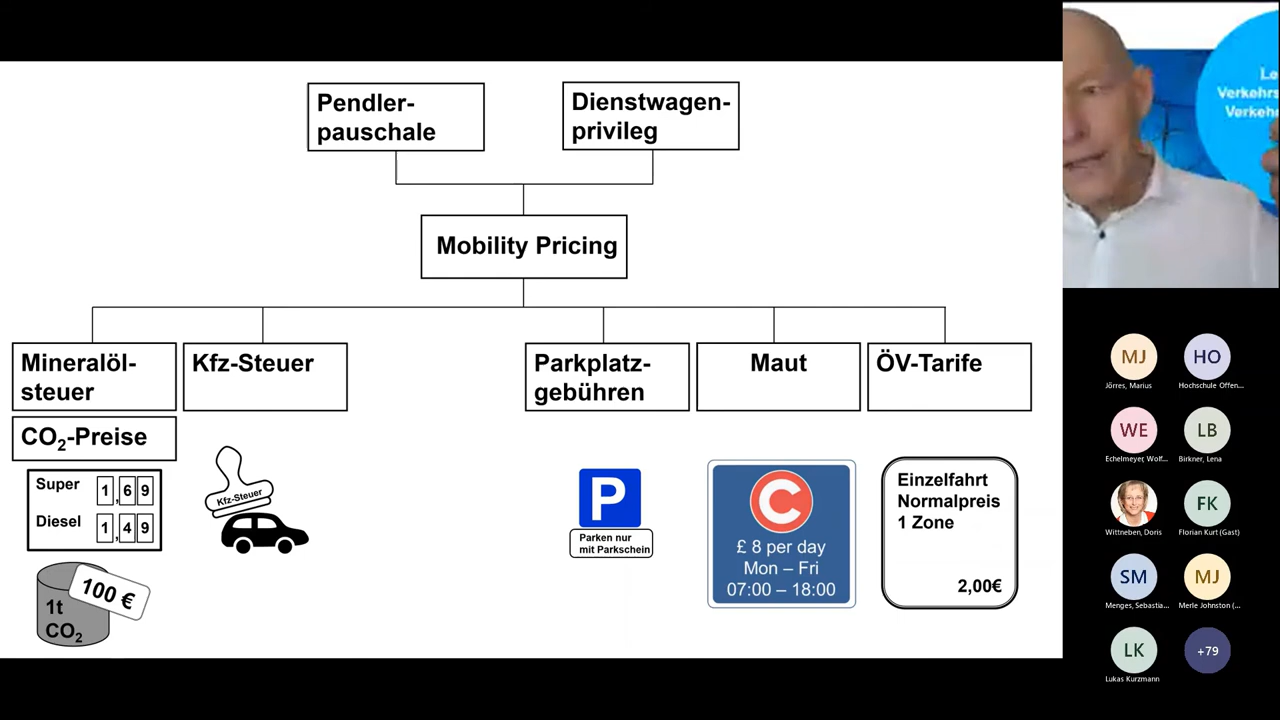 Pendler-
pauschale
Dienstwagen-
privileg
Mobility Pricing
Mineralöl-
steuer
Kfz-Steuer
Parkplatz-
gebühren
Maut
ÖV-Tarife
CO₂-Preise
Super 1,69
Diesel 1,49
100 €
1t
CO₂
Kfz-Steuer
P
Parken nur
mit Parkschein
C
£ 8 per day
Mon – Fri
07:00 – 18:00
Einzelfahrt
Normalpreis
1 Zone
2,00€
Le
Verkehrs
Verkehr
MJ
Jörres, Marius
HO
Hochschule Offen...
WE
Echelmeyer, Wolf...
LB
Birkner, Lena
Wittneben, Doris
FK
Florian Kurt (Gast)
SM
Menges, Sebastia...
MJ
Merle Johnston (...
LK
Lukas Kurzmann
+79